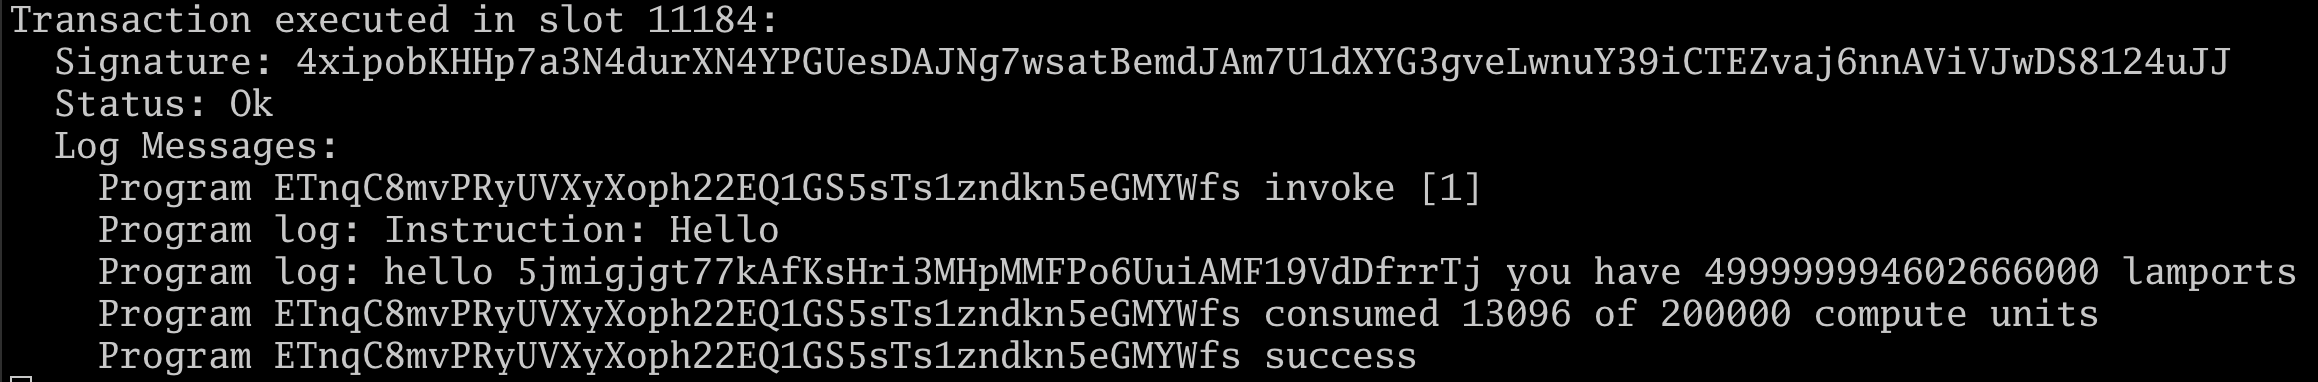 Transaction executed in slot 11184:
Signature: 4xipobKHHp7a3N4durXN4YPGUesDAJNg7wsatBemdJAm7U1dXYG3gveLwnuY39iCTEZvaj6nnAViVJwDS8124uJJ
Status: Ok
Log Messages:
Program ETnqC8mvPRyUVXyXoph22EQ1GS5sTs1zndkn5eGMYWfs invoke [1]
Program log: Instruction: Hello
Program log: hello 5jmigjgt77kAfKsHri3MHpMMFPo6UuiAMF19VdDfrrTj you have 499999994602666000 lamports
Program ETnqC8mvPRyUVXyXoph22EQ1GS5sTs1zndkn5eGMYWfs consumed 13096 of 200000 compute units
Program ETnqC8mvPRyUVXyXoph22EQ1GS5sTs1zndkn5eGMYWfs success